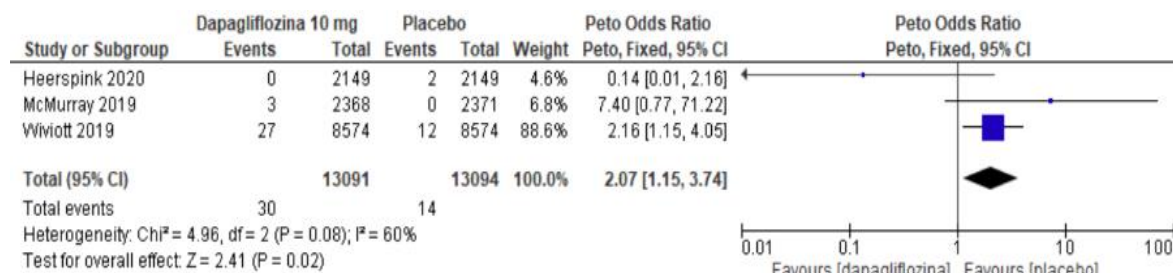 Dapagliflozina 10 mg Placebo Peto Odds Ratio Peto Odds Ratio
Study or Subgroup Events Total Events Total Weight Peto, Fixed, 95% CI Peto, Fixed, 95% CI
Heerspink 2020 0 2149 2 2149 4.6% 0.14 [0.01, 2.16]
McMurray 2019 3 2368 0 2371 6.8% 7.40 [0.77, 71.22]
Wiviott 2019 27 8574 12 8574 88.6% 2.16 [1.15, 4.05]
Total (95% CI) 13091 13094 100.0% 2.07 [1.15, 3.74]
Total events 30 14
Heterogeneity: Chi² = 4.96, df = 2 (P = 0.08); I² = 60%
Test for overall effect: Z = 2.41 (P = 0.02)
0.01 0.1 1 10 100
Favours [dapagliflozina] Favours [placebo]